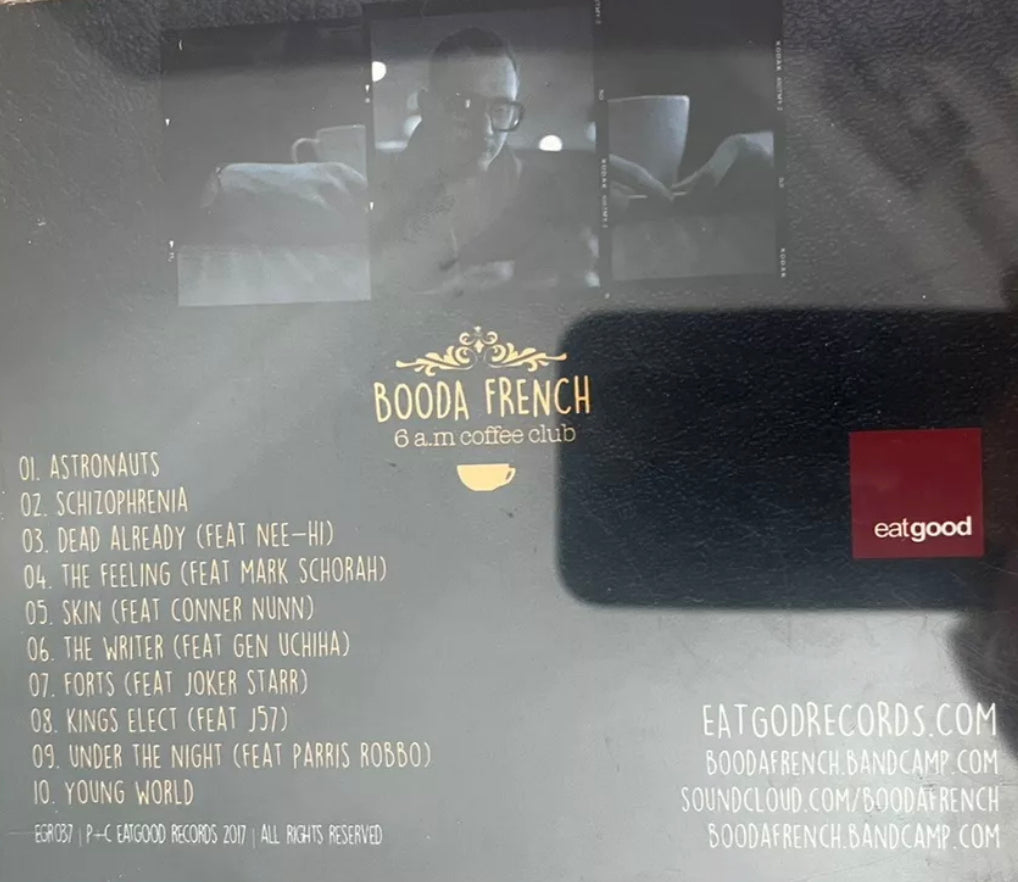 BOODA FRENCH
6 a.m coffee club
01. ASTRONAUTS
02. SCHIZOPHRENIA
03. DEAD ALREADY (FEAT NEE-HI)
04. THE FEELING (FEAT MARK SCHORAH)
05. SKIN (FEAT CONNER NUNN)
06. THE WRITER (FEAT GEN UCHIHA)
07. FORTS (FEAT JOKER STARR)
08. KINGS ELECT (FEAT J57)
09. UNDER THE NIGHT (FEAT PARRIS ROBBO)
10. YOUNG WORLD
EGR037 | P+C EATGOOD RECORDS 2017 | ALL RIGHTS RESERVED
eatgood
EATGODRECORDS.COM
BOODAFRENCH.BANDCAMP.COM
SOUNDCLOUD.COM/BOODAFRENCH
BOODAFRENCH.BANDCAMP.COM
KODAK
KODAK
KODAK